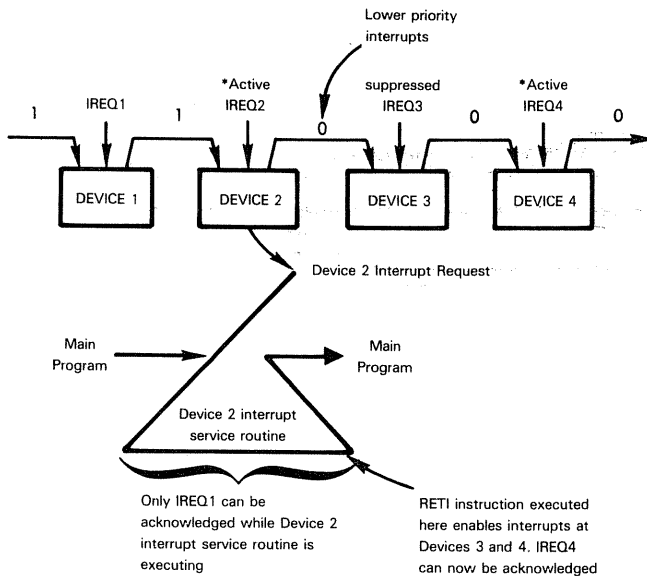 Lower priority
interrupts
*Active
suppressed
*Active
1
IREQ1
1
IREQ2
0
IREQ3
0
IREQ4
0
DEVICE 1
DEVICE 2
DEVICE 3
DEVICE 4
Device 2 Interrupt Request
Main
Program
Main
Program
Device 2 interrupt
service routine
Only IREQ1 can be
acknowledged while Device 2
interrupt service routine is
executing
RETI instruction executed
here enables interrupts at
Devices 3 and 4. IREQ4
can now be acknowledged